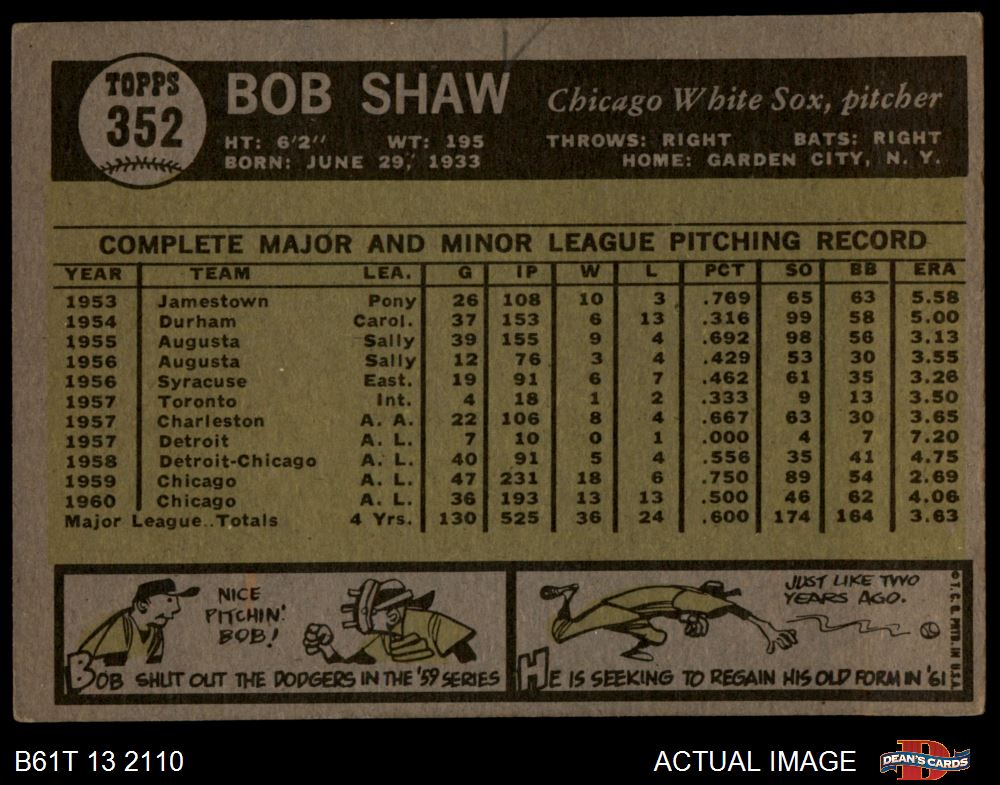 TOPPS
352
BOB SHAW Chicago White Sox, pitcher
HT: 6'2" WT: 195 THROWS: RIGHT BATS: RIGHT
BORN: JUNE 29, 1933 HOME: GARDEN CITY, N. Y.
COMPLETE MAJOR AND MINOR LEAGUE PITCHING RECORD
YEAR TEAM LEA. G IP W L PCT SO BB ERA
1953 Jamestown Pony 26 108 10 3 .769 65 63 5.58
1954 Durham Carol. 37 153 6 13 .316 99 58 5.00
1955 Augusta Sally 39 155 9 4 .692 98 56 3.13
1956 Augusta Sally 12 76 3 4 .429 53 30 3.55
1956 Syracuse East. 19 91 6 7 .462 61 35 3.26
1957 Toronto Int. 4 18 1 2 .333 9 13 3.50
1957 Charleston A. A. 22 106 8 4 .667 63 30 3.65
1957 Detroit A. L. 7 10 0 1 .000 4 7 7.20
1958 Detroit-Chicago A. L. 40 91 5 4 .556 35 41 4.75
1959 Chicago A. L. 47 231 18 6 .750 89 54 2.69
1960 Chicago A. L. 36 193 13 13 .500 46 62 4.06
Major League..Totals 4 Yrs. 130 525 36 24 .600 174 164 3.63
NICE
PITCHIN'
BOB!
BOB SHUT OUT THE DODGERS IN THE '59 SERIES
JUST LIKE TWO
YEARS AGO.
HE IS SEEKING TO REGAIN HIS OLD FORM IN '61
© T. C. G. PRTD. IN U.S.A.
B61T 13 2110 ACTUAL IMAGE
D
DEAN'S CARDS